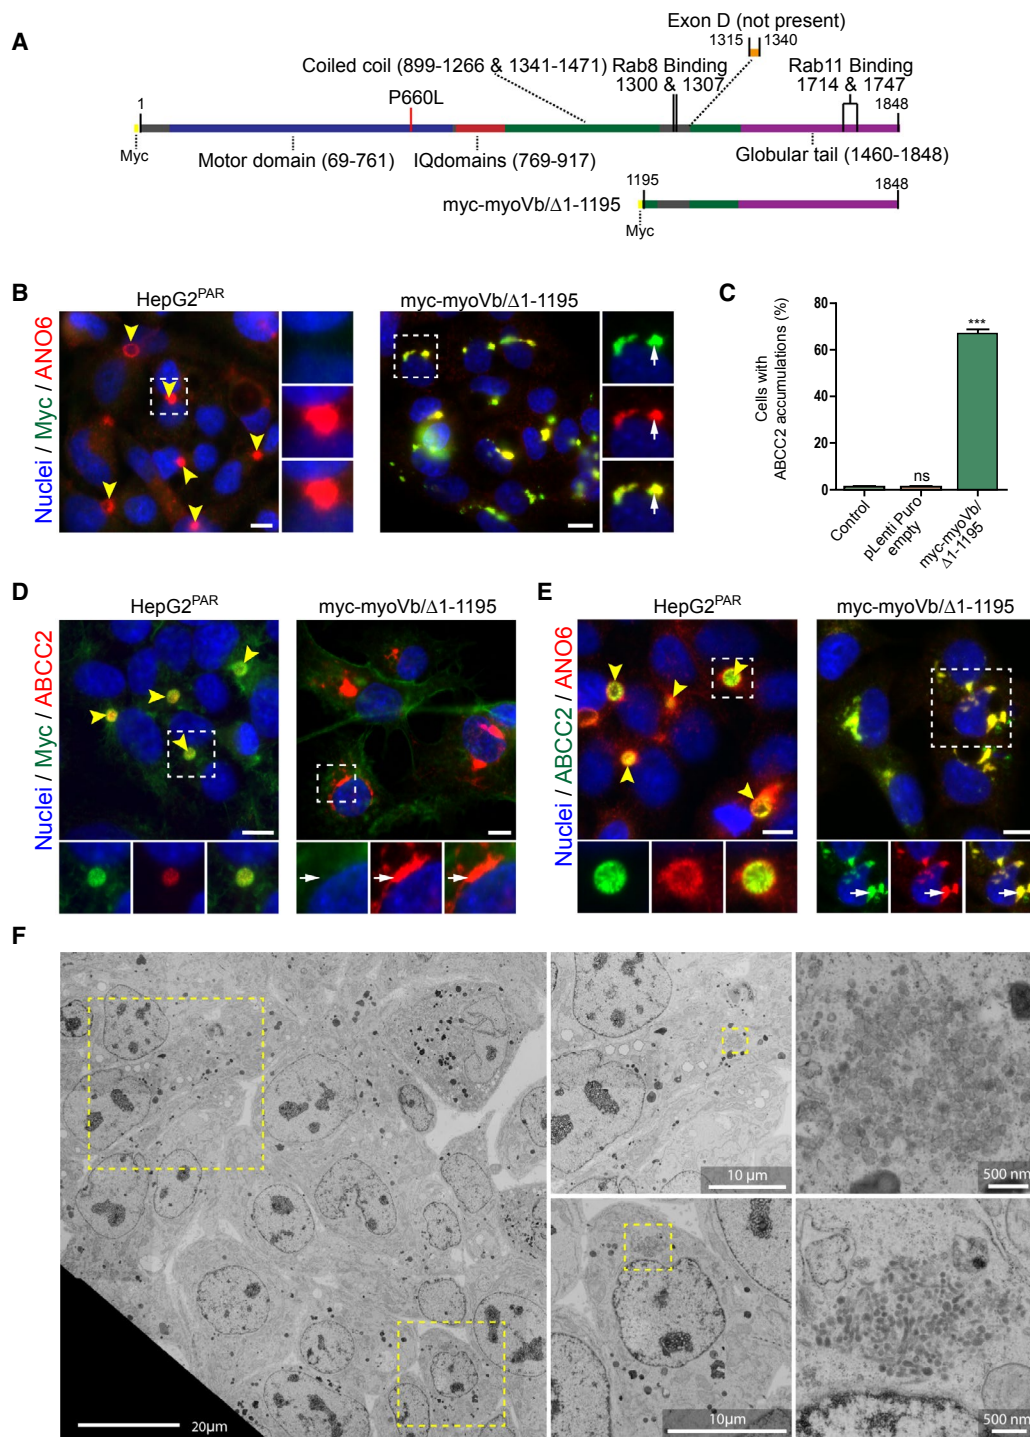 A
Exon D (not present)
1315 1340
Coiled coil (899-1266 & 1341-1471) Rab8 Binding Rab11 Binding
1300 & 1307 1714 & 1747
P660L
1 1848
Myc
Motor domain (69-761) IQdomains (769-917) Globular tail (1460-1848)
1195 1848
myc-myoVb/Δ1-1195
Myc
B
HepG2PAR
myc-myoVb/Δ1-1195
Nuclei / Myc / ANO6
C
Cells with
ABCC2 accumulations (%)
80
60
40
20
0
ns
***
Control
pLenti Puro
empty
myc-myoVb/
Δ1-1195
D
HepG2PAR
myc-myoVb/Δ1-1195
Nuclei / Myc / ABCC2
E
HepG2PAR
myc-myoVb/Δ1-1195
Nuclei / ABCC2 / ANO6
F
20μm
10 μm
500 nm
10μm
500 nm